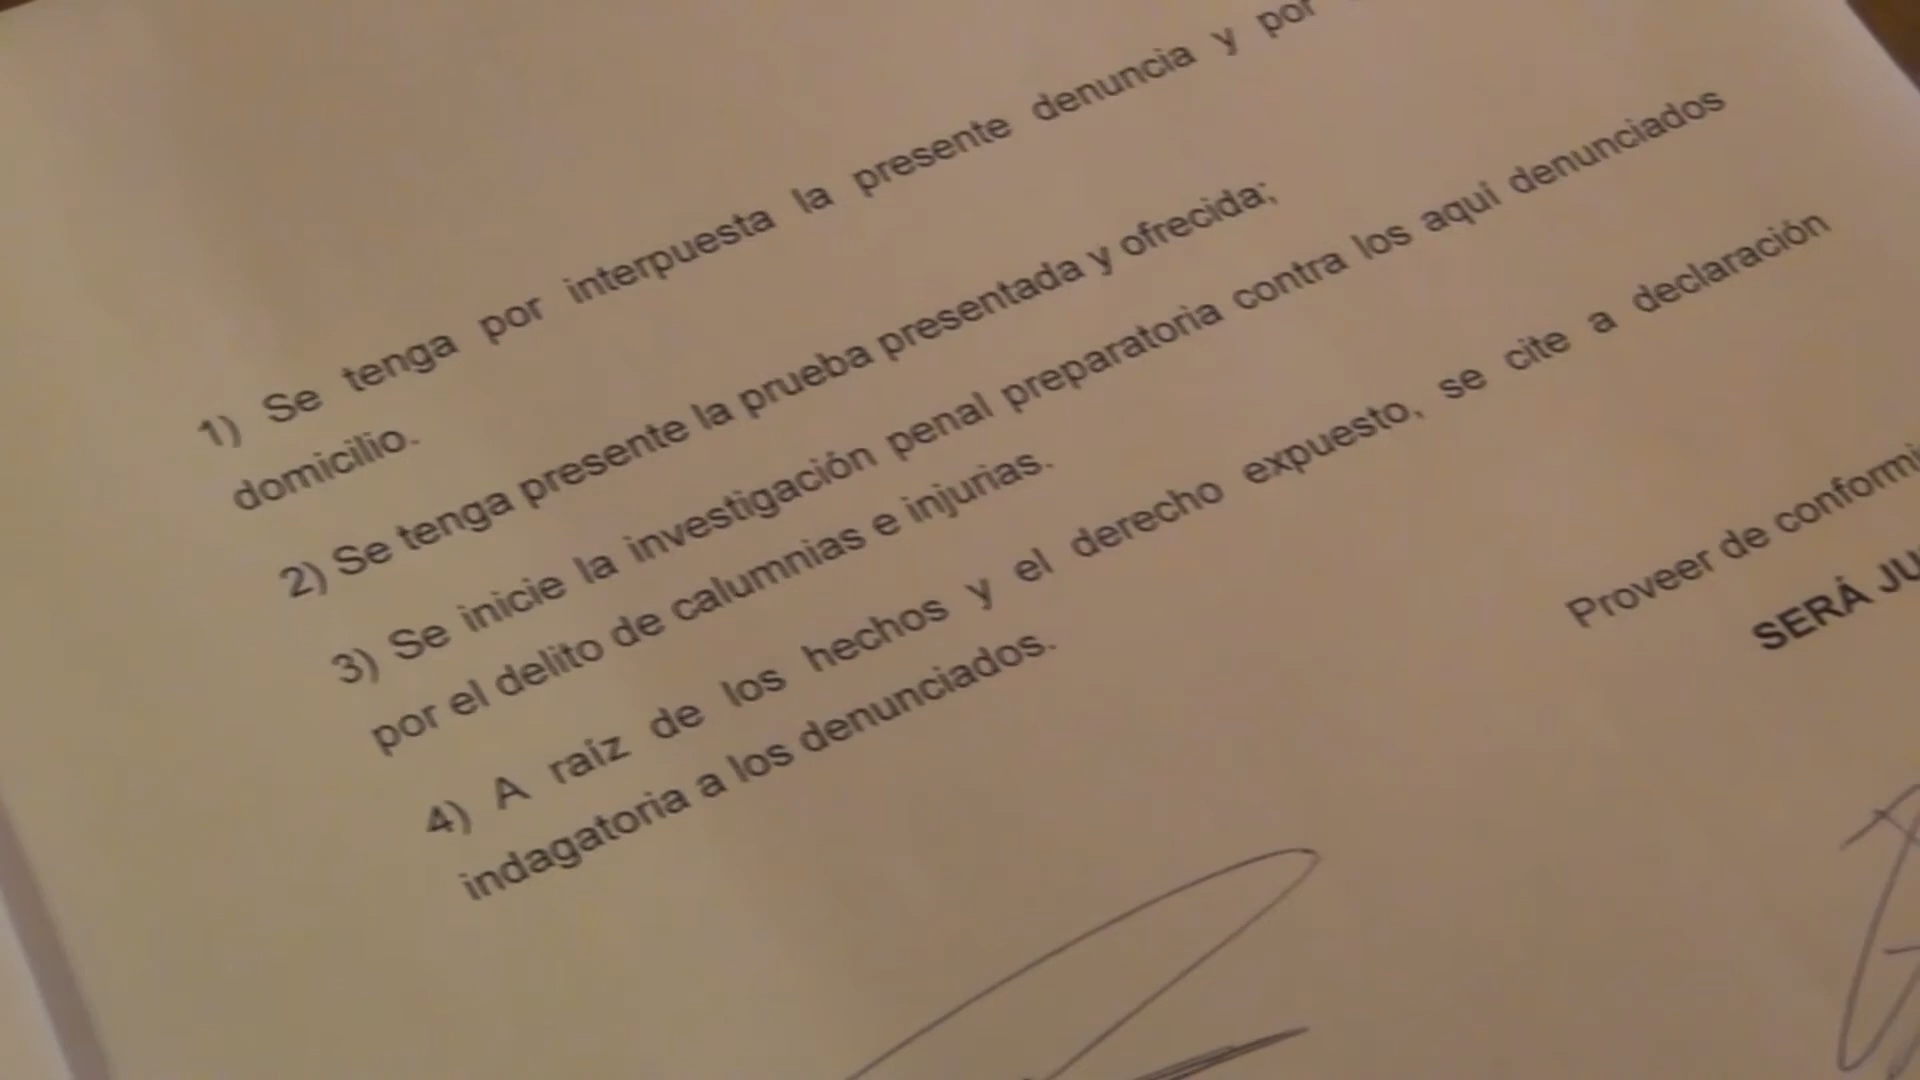 1) Se tenga por interpuesta la presente denuncia y por
domicilio.
2) Se tenga presente la prueba presentada y ofrecida;
3) Se inicie la investigación penal preparatoria contra los aquí denunciados
por el delito de calumnias e injurias.
4) A raíz de los hechos y el derecho expuesto, se cite a declaración
indagatoria a los denunciados.
Proveer de conformi
SERÁ JU